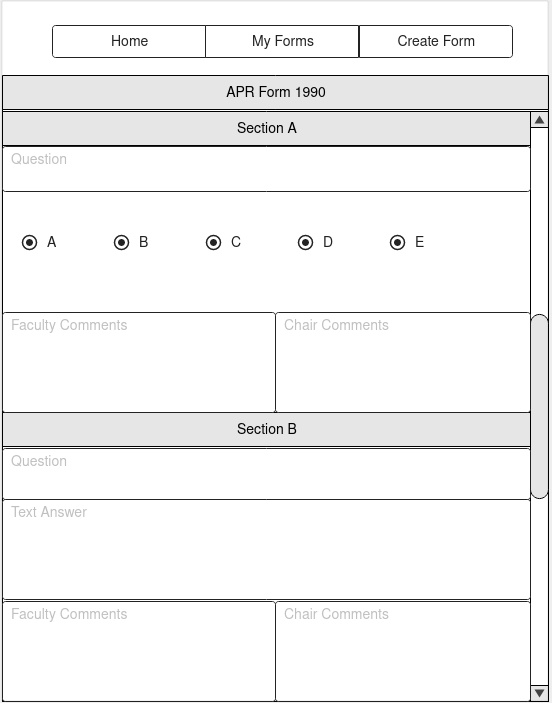 Home My Forms Create Form
APR Form 1990
Section A
Question
A B C D E
Faculty Comments Chair Comments
Section B
Question
Text Answer
Faculty Comments Chair Comments